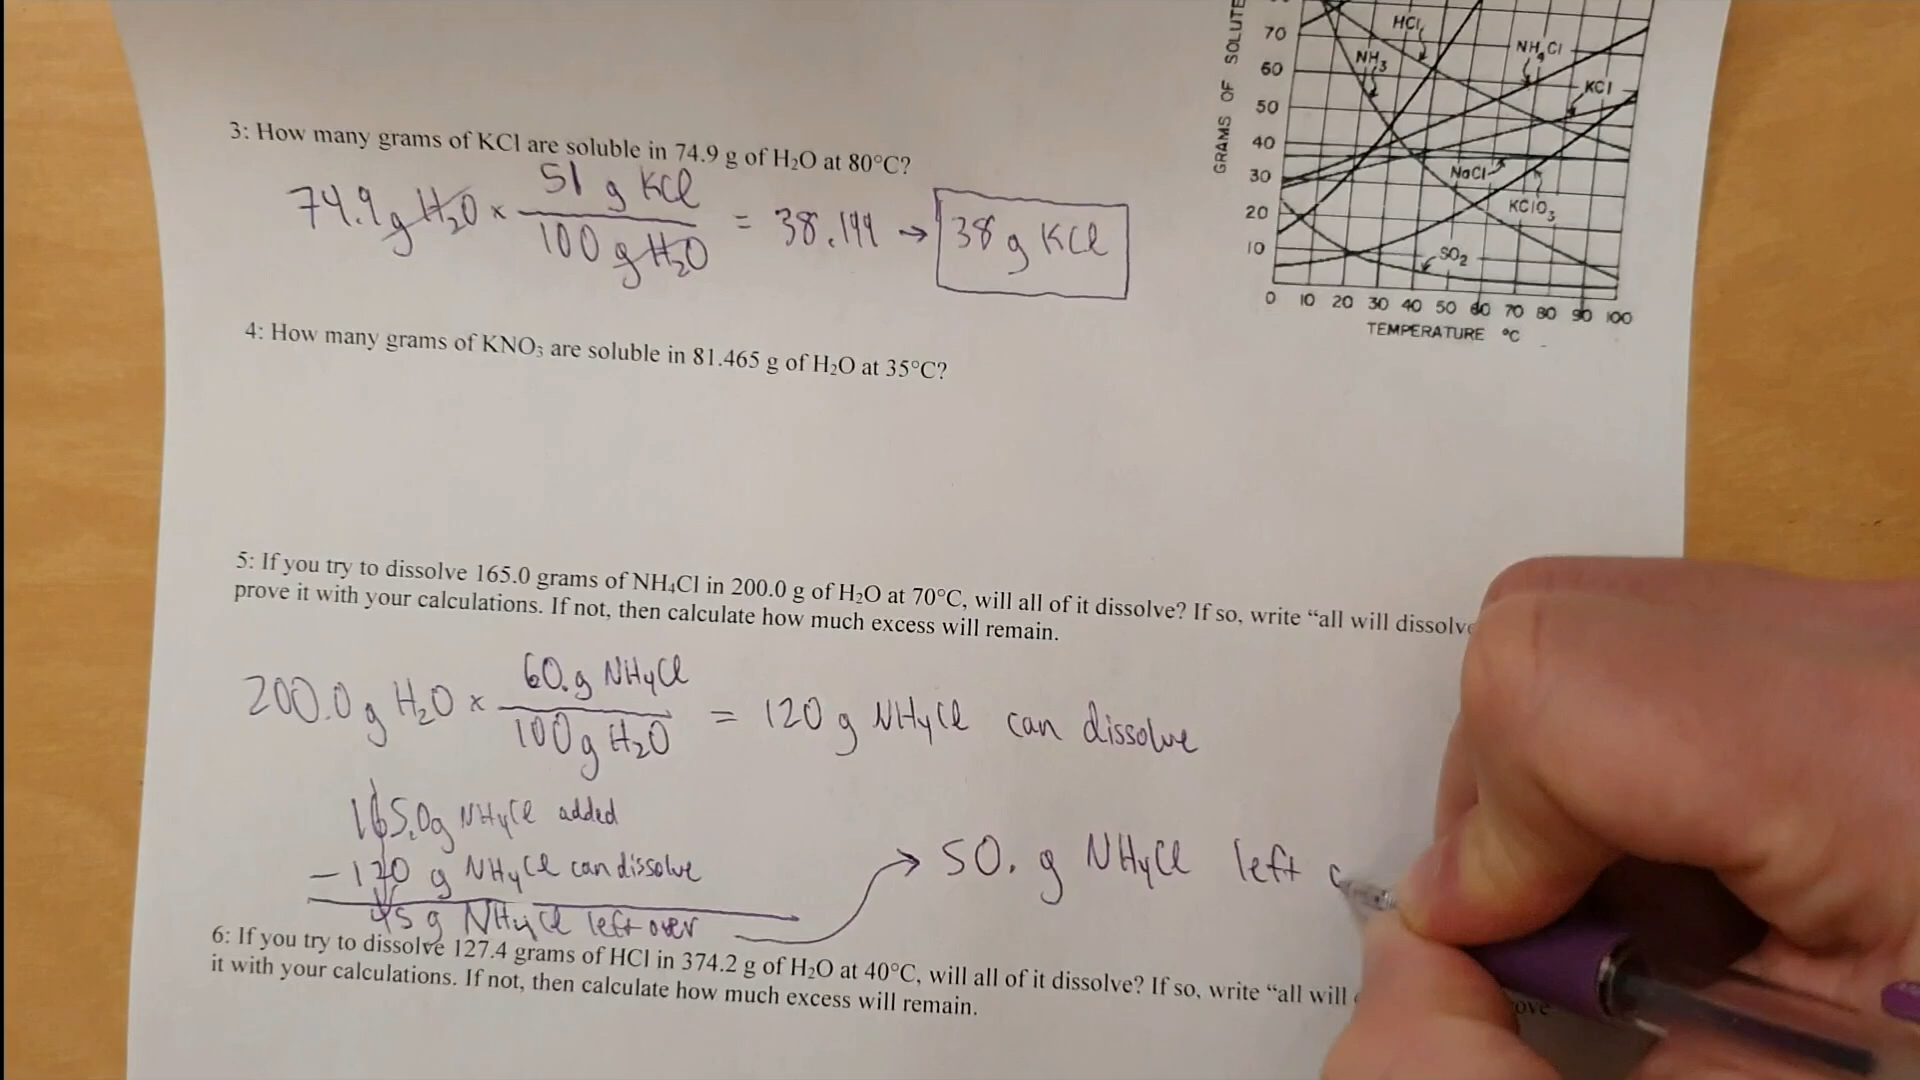 GRAMS OF SOLUTE
70
60
50
40
30
20
10
HCl
NH3
NH4Cl
KCl
NaCl
KClO3
SO2
0 10 20 30 40 50 60 70 80 90 100
TEMPERATURE °C
3: How many grams of KCl are soluble in 74.9 g of H₂O at 80°C?
74.9 g H₂O × 51 g KCl / 100 g H₂O = 38.199 → 38 g KCl
4: How many grams of KNO₃ are soluble in 81.465 g of H₂O at 35°C?
5: If you try to dissolve 165.0 grams of NH₄Cl in 200.0 g of H₂O at 70°C, will all of it dissolve? If so, write “all will dissolve
prove it with your calculations. If not, then calculate how much excess will remain.
200.0 g H₂O × 60. g NH₄Cl / 100 g H₂O = 120 g NH₄Cl can dissolve
165.0g NH₄Cl added
− 120 g NH₄Cl can dissolve
45 g NH₄Cl left over
→ 50. g NH₄Cl left
6: If you try to dissolve 127.4 grams of HCl in 374.2 g of H₂O at 40°C, will all of it dissolve? If so, write “all will
it with your calculations. If not, then calculate how much excess will remain.